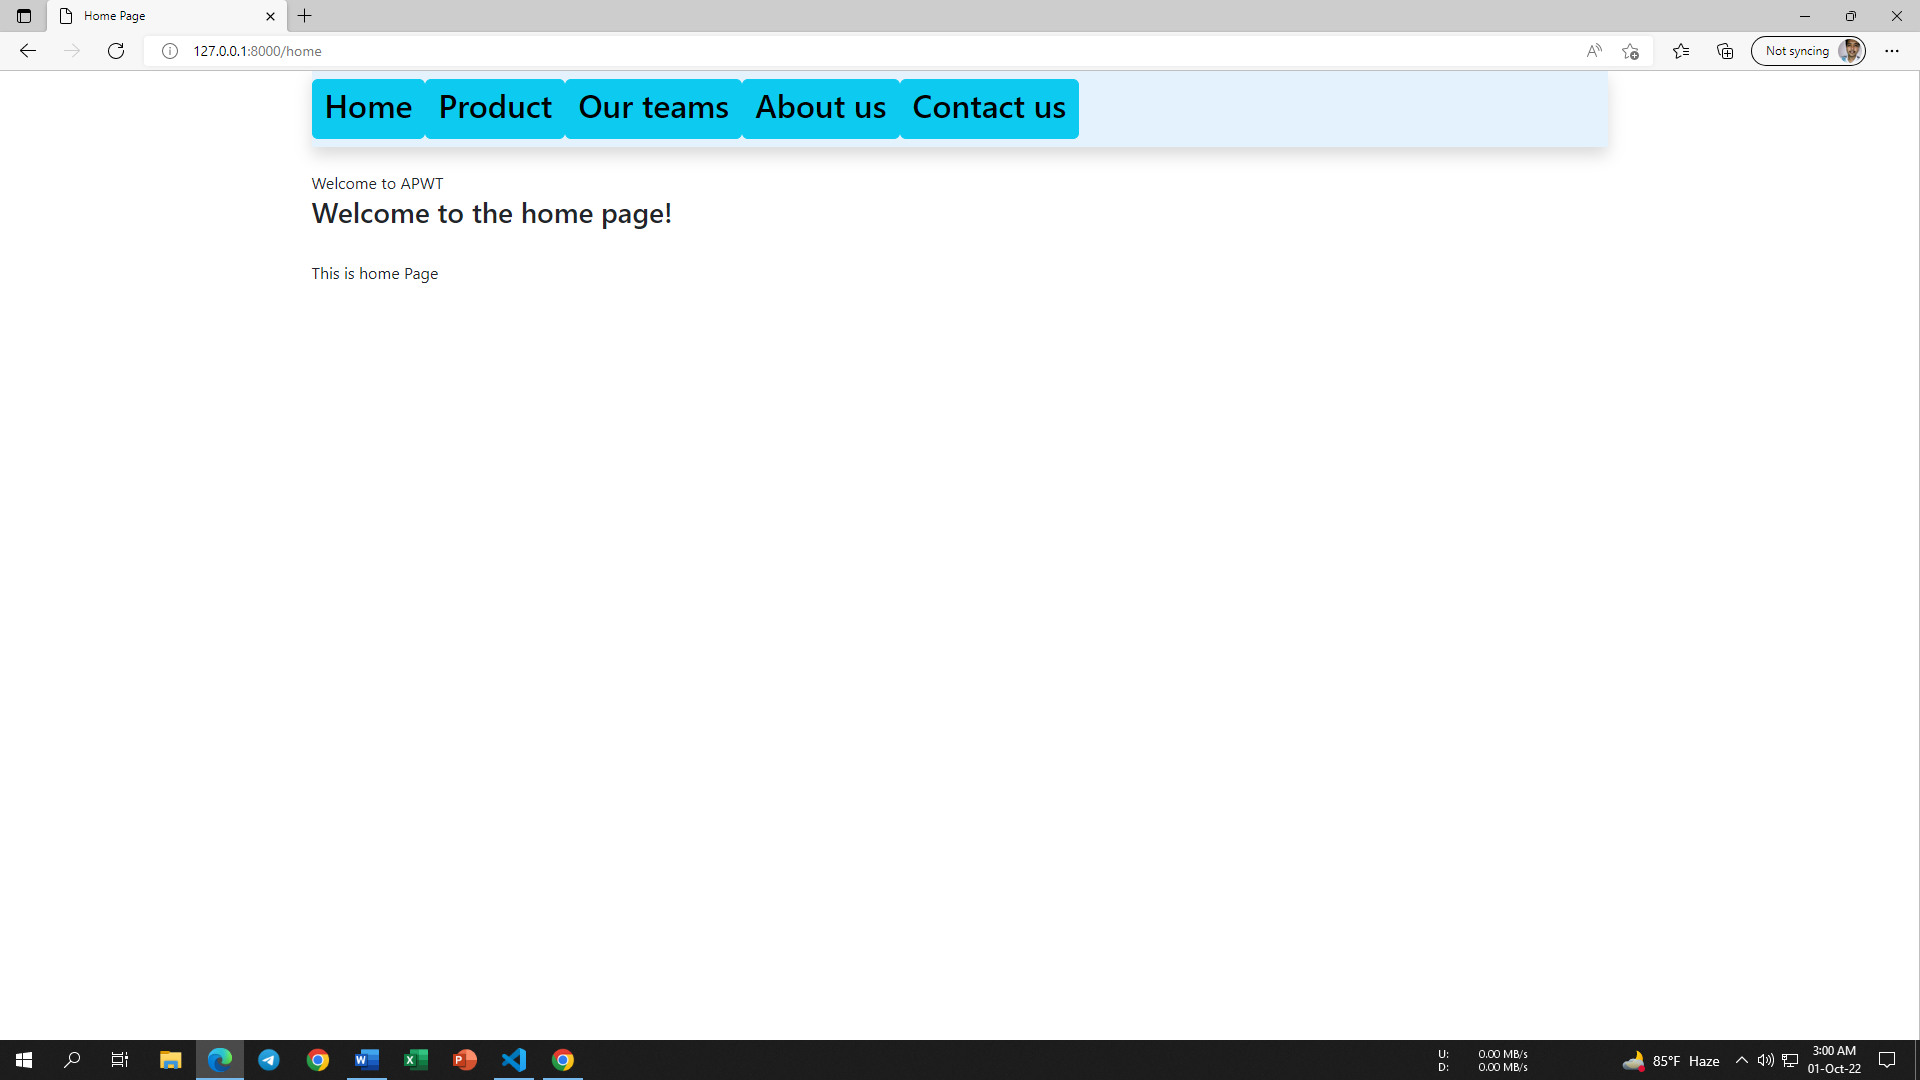 Home Page
127.0.0.1:8000/home
Not syncing
Home Product Our teams About us Contact us
Welcome to APWT
Welcome to the home page!
This is home Page
U: 0.00 MB/s
D: 0.00 MB/s
85°F Haze
3:00 AM
01-Oct-22